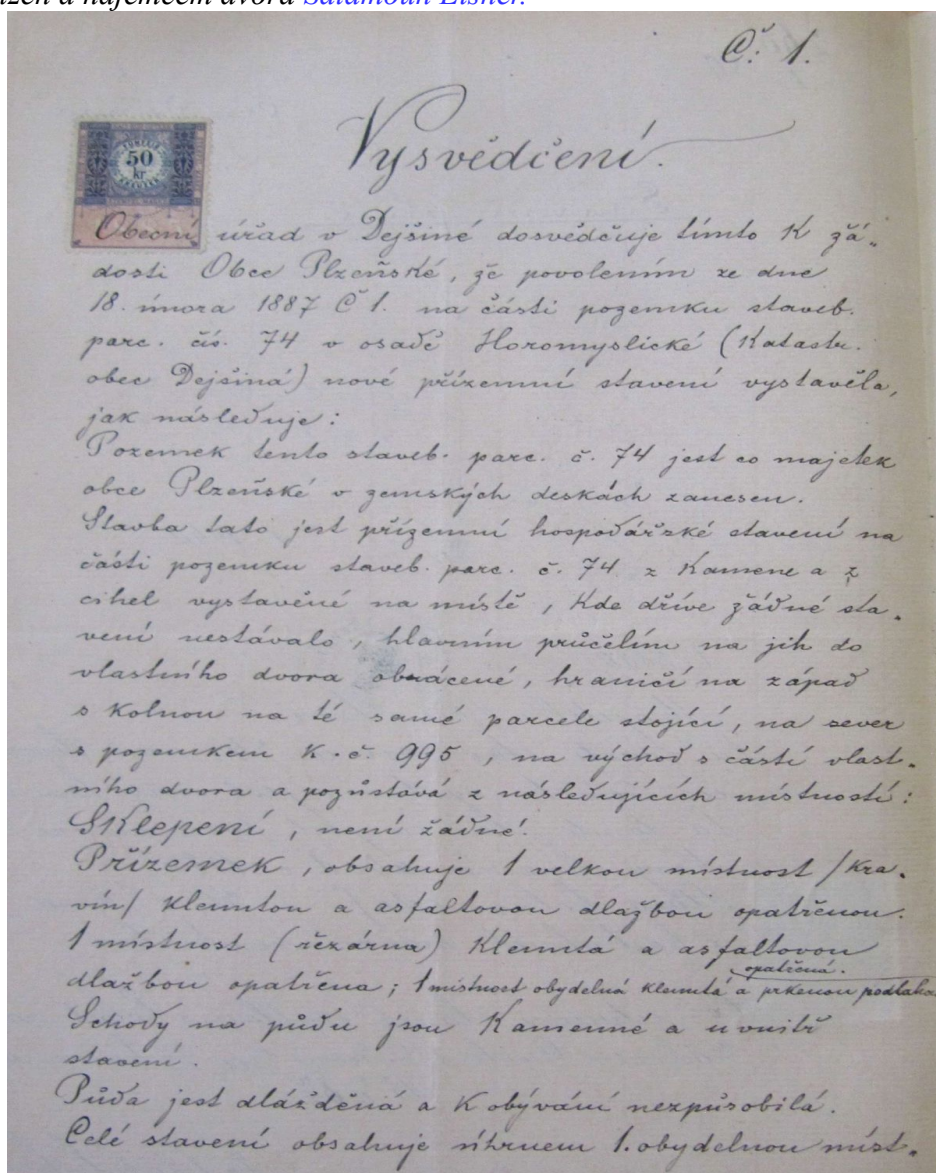 lzeň a nájemcem dvora Salamoun Eisner.
Č. 1.
Vysvědčení.
50
kr
Obecní úřad v Dejšiné dosvědčuje tímto K žá„
dosti Obce Plzeňské, že povolením ze dne
18. února 1887 Č 1. na části pozemku staveb.
parc. čís. 74 v osadě Horomyslické (Katastr.
obec Dejšiná) nové přízemní stavení vystavěla,
jak následuje:
Pozemek tento staveb. parc. č. 74 jest co majetek
obce Plzeňské v zemských deskách zanesen.
Stavba tato jest přízemní hospodářské stavení na
části pozemku staveb. parc. č. 74 z Kamene a z
cihel vystavěné na místě, Kde dříve žádné sta„
vení nestávalo, hlavním průčelím na jih do
vlastního dvora obrácené, hraničí na západ
s Kolnou na té samé parcele stojící, na sever
s pozemkem K. č. 995, na východ s částí vlast„
ního dvora a pozůstává z následujících místností:
SKlepení, není žádné.
Přízemek, obsahuje 1 velkou místnost /Kra„
vín/ Klenutou a asfaltovou dlažbou opatřenou.
1 místnost (řezárna) Klenutá a asfaltovou
opatřená.
dlažbou opatřena; 1 místnost obydelná Klenutá a prkenou podlahou
Schody na půdu jsou Kamenné a uvnitř
stavení.
Půda jest dlážděná a K obývání nezpůsobilá.
Celé stavení obsahuje úhrnem 1. obydelnou míst„